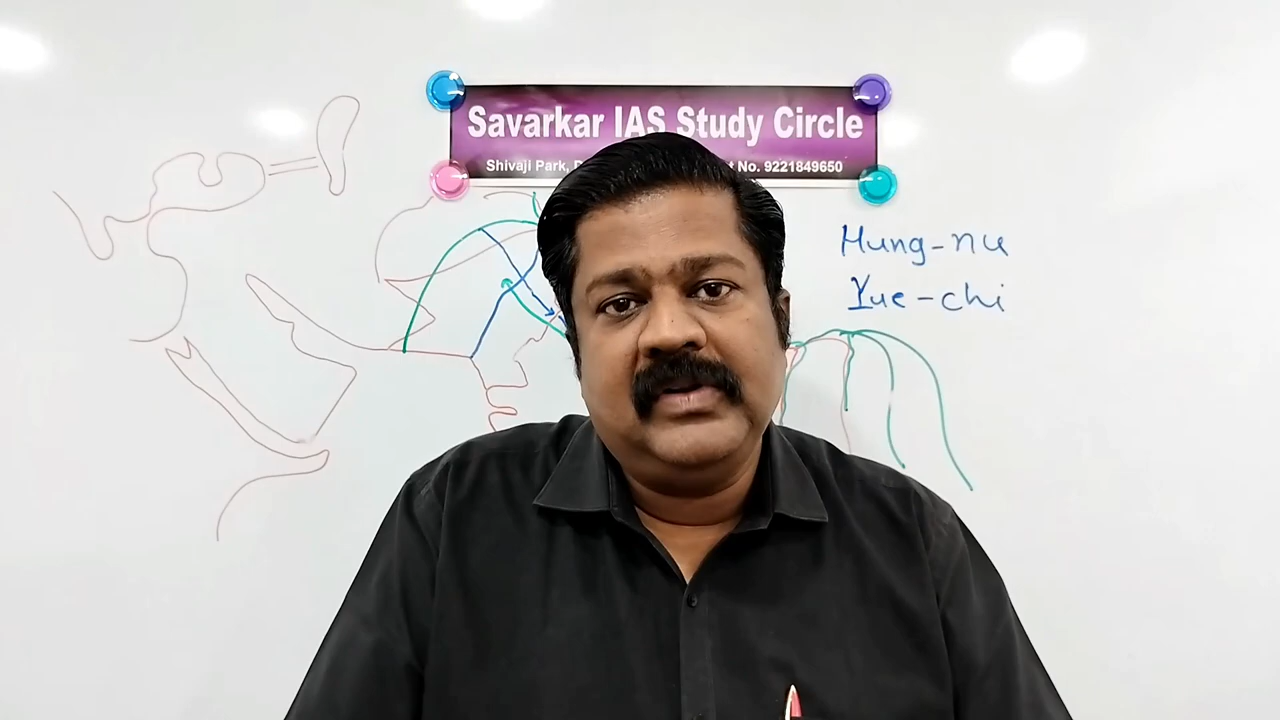 Savarkar IAS Study Circle
Shivaji Park, No. 9221849650
Hung-nu
Yue-chi